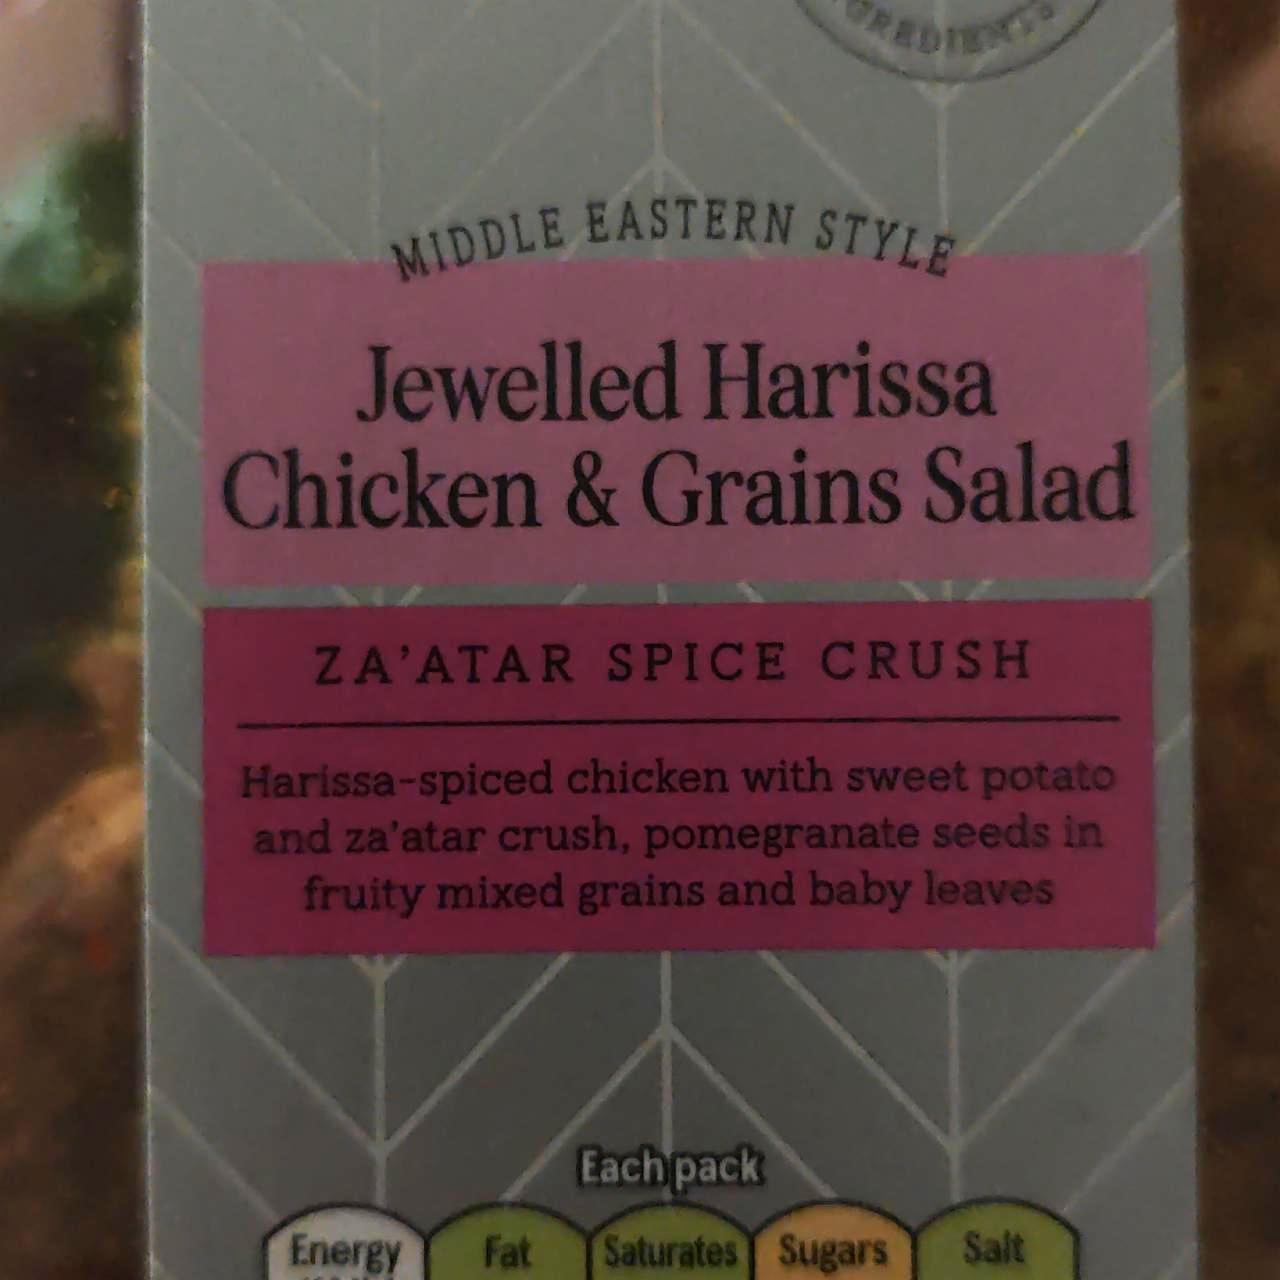 INGREDIENTS
MIDDLE EASTERN STYLE
Jewelled Harissa
Chicken & Grains Salad
ZA'ATAR SPICE CRUSH
Harissa-spiced chicken with sweet potato
and za'atar crush, pomegranate seeds in
fruity mixed grains and baby leaves
Each pack
Energy Fat Saturates Sugars Salt